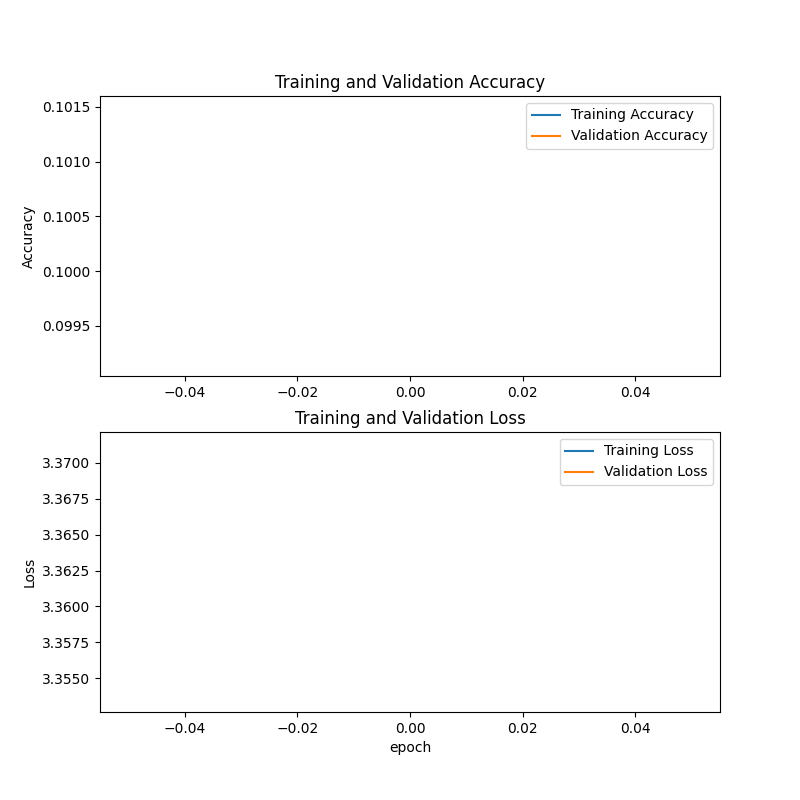 Training and Validation Accuracy
Training Accuracy
Validation Accuracy
0.1015
0.1010
0.1005
0.1000
0.0995
Accuracy
−0.04 −0.02 0.00 0.02 0.04
Training and Validation Loss
Training Loss
Validation Loss
3.3700
3.3675
3.3650
3.3625
3.3600
3.3575
3.3550
Loss
−0.04 −0.02 0.00 0.02 0.04
epoch